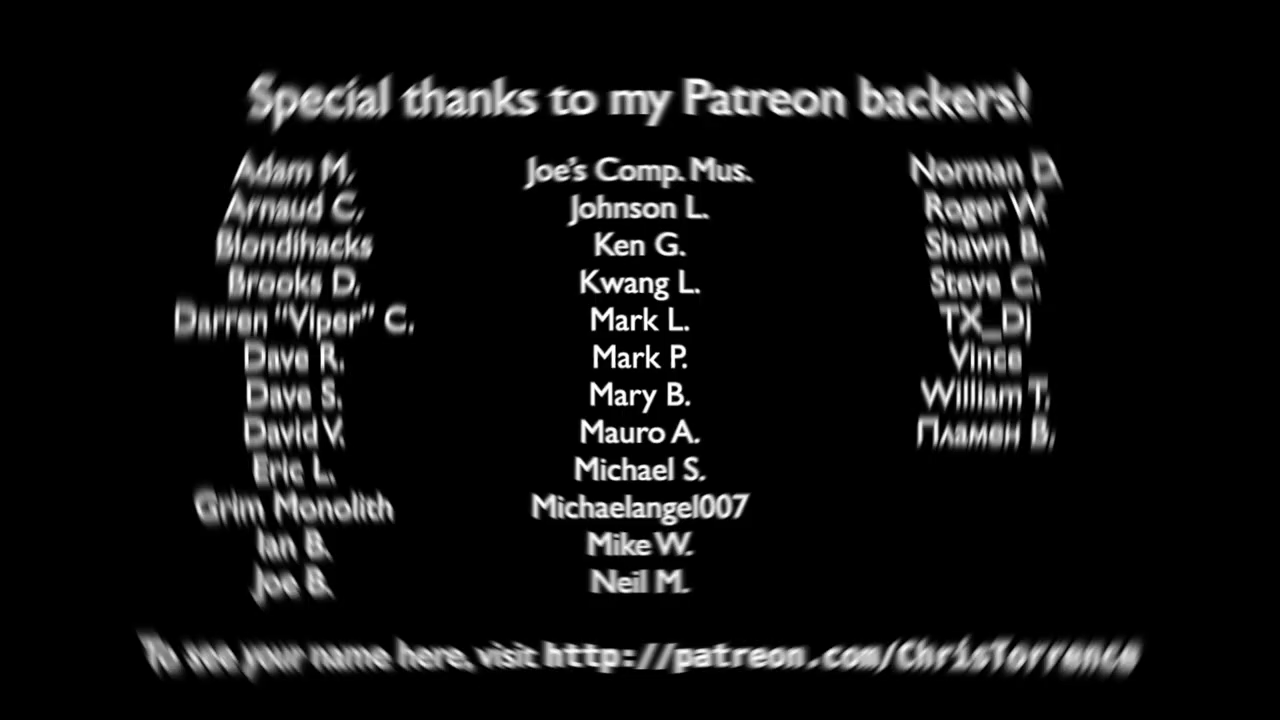 Special thanks to my Patreon backers!
Adam M.
Arnaud C.
Blondihacks
Brooks D.
Darren "Viper" C.
Dave R.
Dave S.
David V.
Eric L.
Grim Monolith
Ian B.
Joe B.
Joe's Comp. Mus.
Johnson L.
Ken G.
Kwang L.
Mark L.
Mark P.
Mary B.
Mauro A.
Michael S.
Michaelangel007
Mike W.
Neil M.
Norman D.
Roger W.
Shawn B.
Steve C.
TX_Dj
Vince
William T.
Пламен В.
To see your name here, visit http://patreon.com/ChrisTorrence